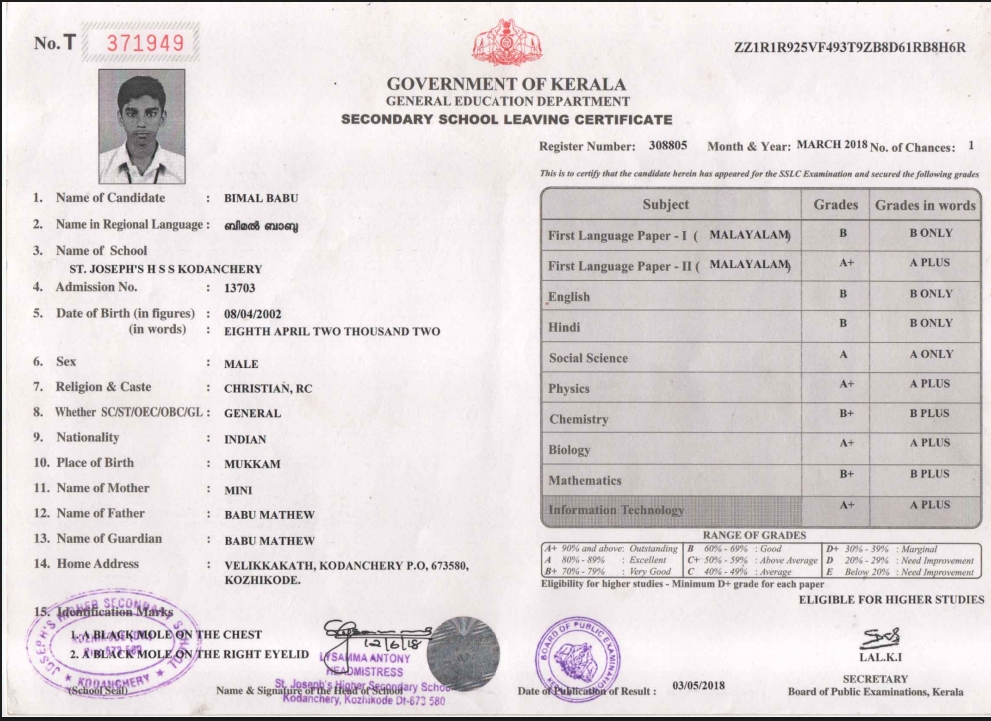 No. T 371949
ZZ1R1R925VF493T9ZB8D61RB8H6R
GOVERNMENT OF KERALA
GENERAL EDUCATION DEPARTMENT
SECONDARY SCHOOL LEAVING CERTIFICATE
Register Number: 308805 Month & Year: MARCH 2018 No. of Chances: 1
This is to certify that the candidate herein has appeared for the SSLC Examination and secured the following grades
1. Name of Candidate : BIMAL BABU
2. Name in Regional Language : ബിമൽ ബാബു
3. Name of School
ST. JOSEPH'S H S S KODANCHERY
4. Admission No. : 13703
5. Date of Birth (in figures) : 08/04/2002
(in words) : EIGHTH APRIL TWO THOUSAND TWO
6. Sex : MALE
7. Religion & Caste : CHRISTIAN, RC
8. Whether SC/ST/OEC/OBC/GL : GENERAL
9. Nationality : INDIAN
10. Place of Birth : MUKKAM
11. Name of Mother : MINI
12. Name of Father : BABU MATHEW
13. Name of Guardian : BABU MATHEW
14. Home Address : VELIKKAKATH, KODANCHERY P.O, 673580,
KOZHIKODE.
15. Identification Marks
1. A BLACK MOLE ON THE CHEST
2. A BLACK MOLE ON THE RIGHT EYELID
(School Seal)
KODANCHERY
12/6/18
LYSAMMA ANTONY
HEADMISTRESS
St. Joseph's Higher Secondary School
Kodanchery, Kozhikode Dt-673 580
Name & Signature of the Head of School
Subject Grades Grades in words
First Language Paper - I ( MALAYALAM) B B ONLY
First Language Paper - II ( MALAYALAM) A+ A PLUS
English B B ONLY
Hindi B B ONLY
Social Science A A ONLY
Physics A+ A PLUS
Chemistry B+ B PLUS
Biology A+ A PLUS
Mathematics B+ B PLUS
Information Technology A+ A PLUS
RANGE OF GRADES
A+ 90% and above: Outstanding B 60% - 69% : Good D+ 30% - 39% : Marginal
A 80% - 89% : Excellent C+ 50% - 59% : Above Average D 20% - 29% : Need Improvement
B+ 70% - 79% : Very Good C 40% - 49% : Average E Below 20% : Need Improvement
Eligibility for higher studies - Minimum D+ grade for each paper
ELIGIBLE FOR HIGHER STUDIES
BOARD OF PUBLIC EXAMINATIONS
Date of Publication of Result : 03/05/2018
LAL.K.I
SECRETARY
Board of Public Examinations, Kerala